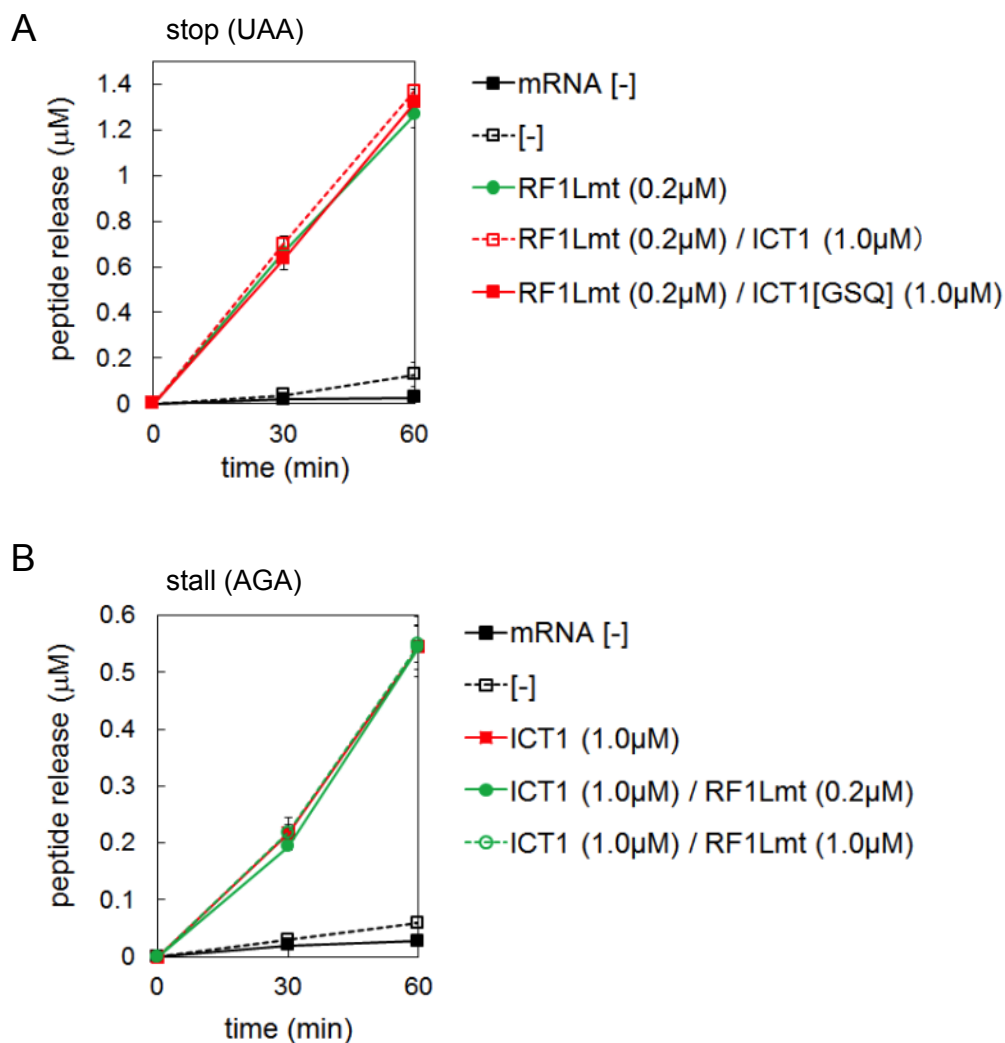 A
stop (UAA)
peptide release (μM)
1.4
1.2
1
0.8
0.6
0.4
0.2
0
0 30 60
time (min)
mRNA [-]
[-]
RF1Lmt (0.2μM)
RF1Lmt (0.2μM) / ICT1 (1.0μM)
RF1Lmt (0.2μM) / ICT1[GSQ] (1.0μM)
B
stall (AGA)
peptide release (μM)
0.6
0.5
0.4
0.3
0.2
0.1
0
0 30 60
time (min)
mRNA [-]
[-]
ICT1 (1.0μM)
ICT1 (1.0μM) / RF1Lmt (0.2μM)
ICT1 (1.0μM) / RF1Lmt (1.0μM)